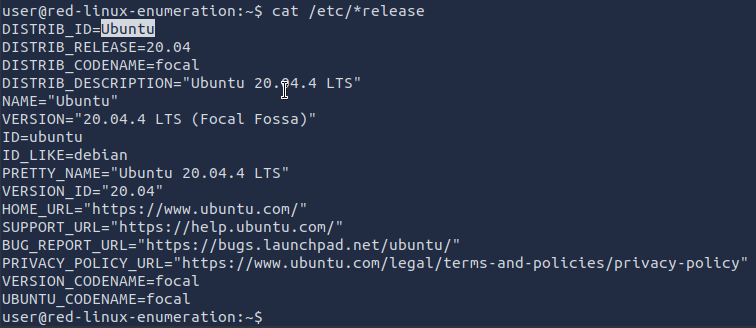 user@red-linux-enumeration:~$ cat /etc/*release
DISTRIB_ID=Ubuntu
DISTRIB_RELEASE=20.04
DISTRIB_CODENAME=focal
DISTRIB_DESCRIPTION="Ubuntu 20.04.4 LTS"
NAME="Ubuntu"
VERSION="20.04.4 LTS (Focal Fossa)"
ID=ubuntu
ID_LIKE=debian
PRETTY_NAME="Ubuntu 20.04.4 LTS"
VERSION_ID="20.04"
HOME_URL="https://www.ubuntu.com/"
SUPPORT_URL="https://help.ubuntu.com/"
BUG_REPORT_URL="https://bugs.launchpad.net/ubuntu/"
PRIVACY_POLICY_URL="https://www.ubuntu.com/legal/terms-and-policies/privacy-policy"
VERSION_CODENAME=focal
UBUNTU_CODENAME=focal
user@red-linux-enumeration:~$